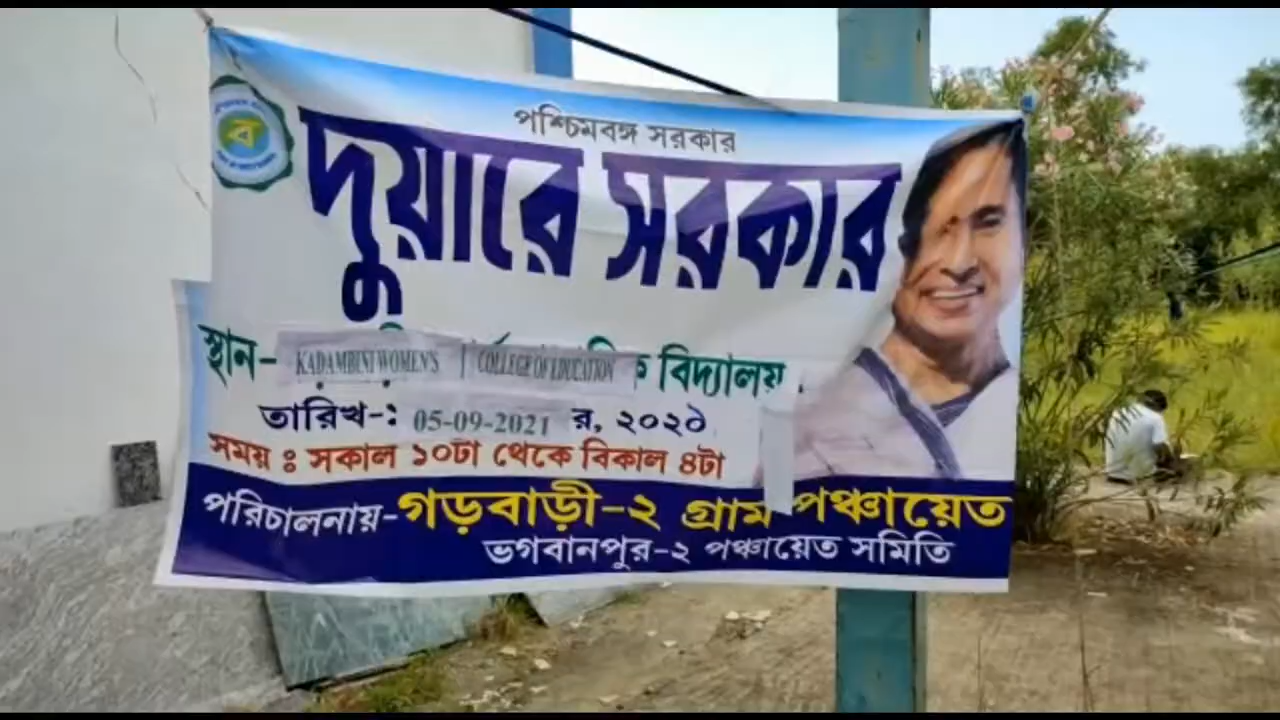 পশ্চিমবঙ্গ সরকার
দুয়ারে সরকার
স্থান- KADAMBINI WOMEN'S COLLEGE OF EDUCATION ক বিদ্যালয়
তারিখ-: 05-09-2021 র, ২০২১
সময় ঃ সকাল ১০টা থেকে বিকাল ৪টা
পরিচালনায়-গড়বাড়ী-২ গ্রাম পঞ্চায়েত
ভগবানপুর-২ পঞ্চায়েত সমিতি